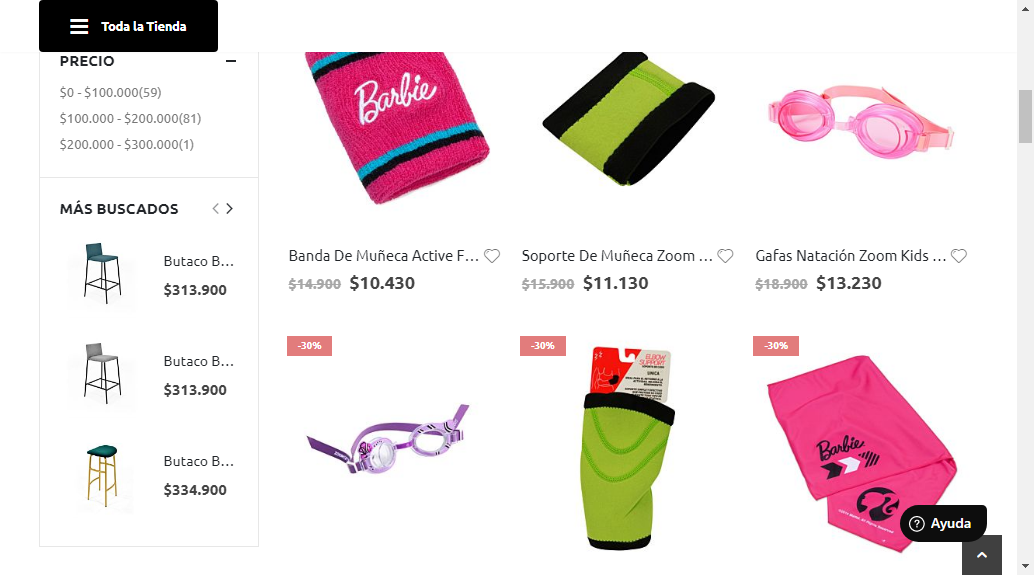 Toda la Tienda
PRECIO
$0 - $100.000(59)
$100.000 - $200.000(81)
$200.000 - $300.000(1)
MÁS BUSCADOS
Butaco B...
$313.900
Butaco B...
$313.900
Butaco B...
$334.900
Barbie
Banda De Muñeca Active F...
$14.900 $10.430
Soporte De Muñeca Zoom ...
$15.900 $11.130
Gafas Natación Zoom Kids ...
$18.900 $13.230
-30%
-30%
ELBOW
SUPPORT
UNICA
-30%
Barbie
Ayuda